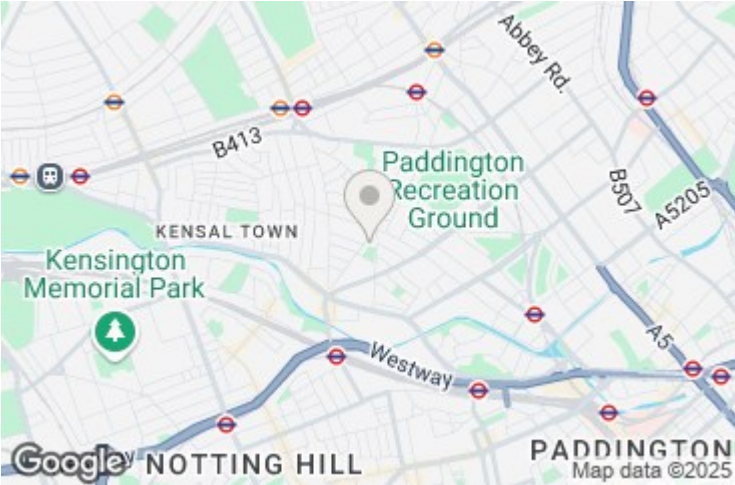 Abbey Rd.
B413
Paddington
Recreation
Ground
B507
A5205
KENSAL TOWN
Kensington
Memorial Park
A5
Westway
PADDINGTON
NOTTING HILL
Google
Map data ©2025